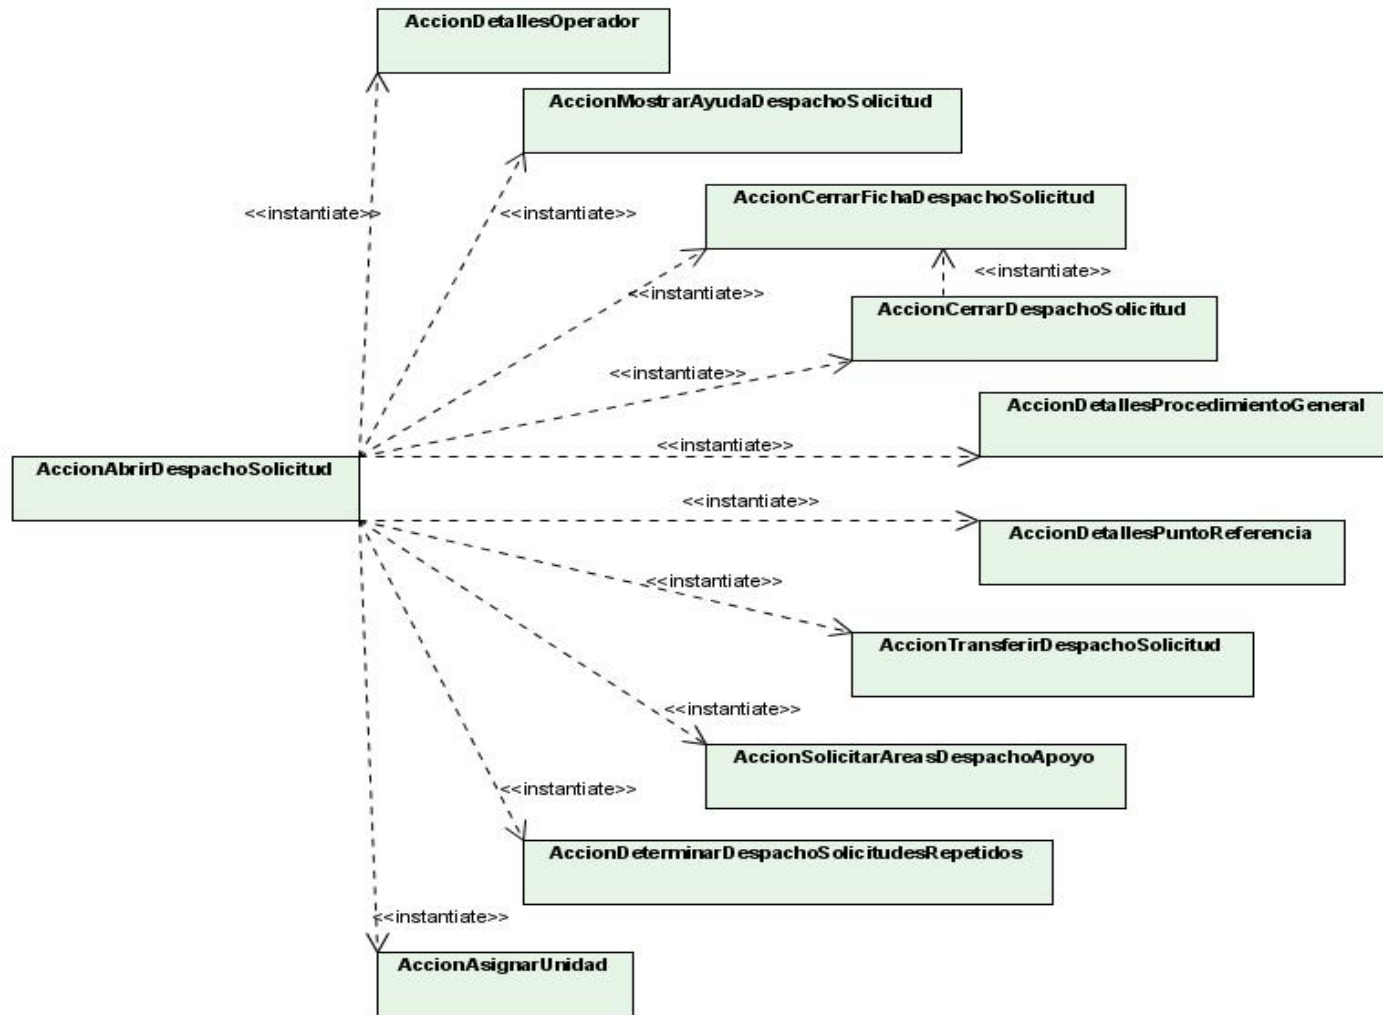 AccionDetallesOperador
AccionMostrarAyudaDespachoSolicitud
AccionCerrarFichaDespachoSolicitud
<<instantiate>>
<<instantiate>>
<<instantiate>>
<<instantiate>>
AccionCerrarDespachoSolicitud
<<instantiate>>
AccionDetallesProcedimientoGeneral
<<instantiate>>
AccionAbrirDespachoSolicitud
<<instantiate>>
AccionDetallesPuntoReferencia
<<instantiate>>
AccionTransferirDespachoSolicitud
<<instantiate>>
AccionSolicitarAreasDespachoApoyo
<<instantiate>>
AccionDeterminarDespachoSolicitudesRepetidos
<<instantiate>>
AccionAsignarUnidad